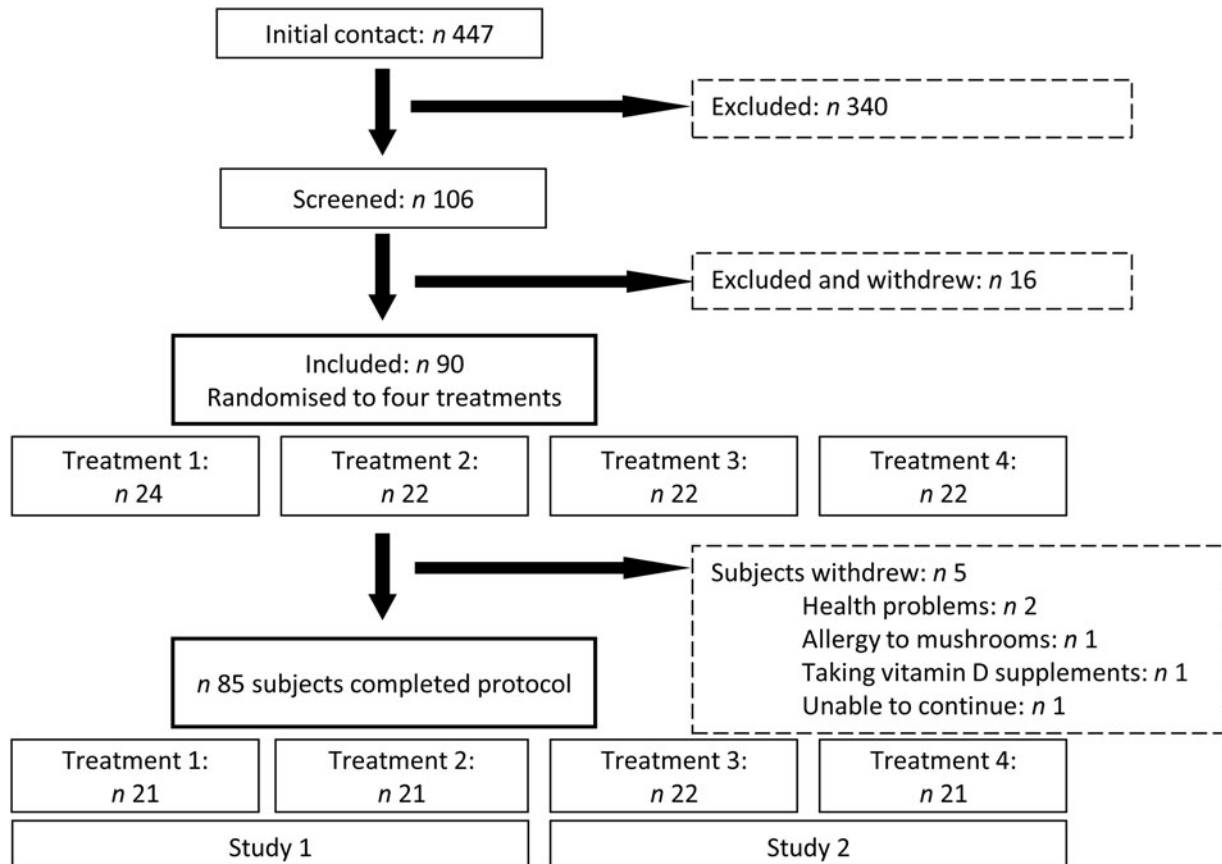 Initial contact: n 447
Excluded: n 340
Screened: n 106
Excluded and withdrew: n 16
Included: n 90
Randomised to four treatments
Treatment 1:
n 24
Treatment 2:
n 22
Treatment 3:
n 22
Treatment 4:
n 22
Subjects withdrew: n 5
Health problems: n 2
Allergy to mushrooms: n 1
Taking vitamin D supplements: n 1
Unable to continue: n 1
n 85 subjects completed protocol
Treatment 1:
n 21
Treatment 2:
n 21
Treatment 3:
n 22
Treatment 4:
n 21
Study 1
Study 2